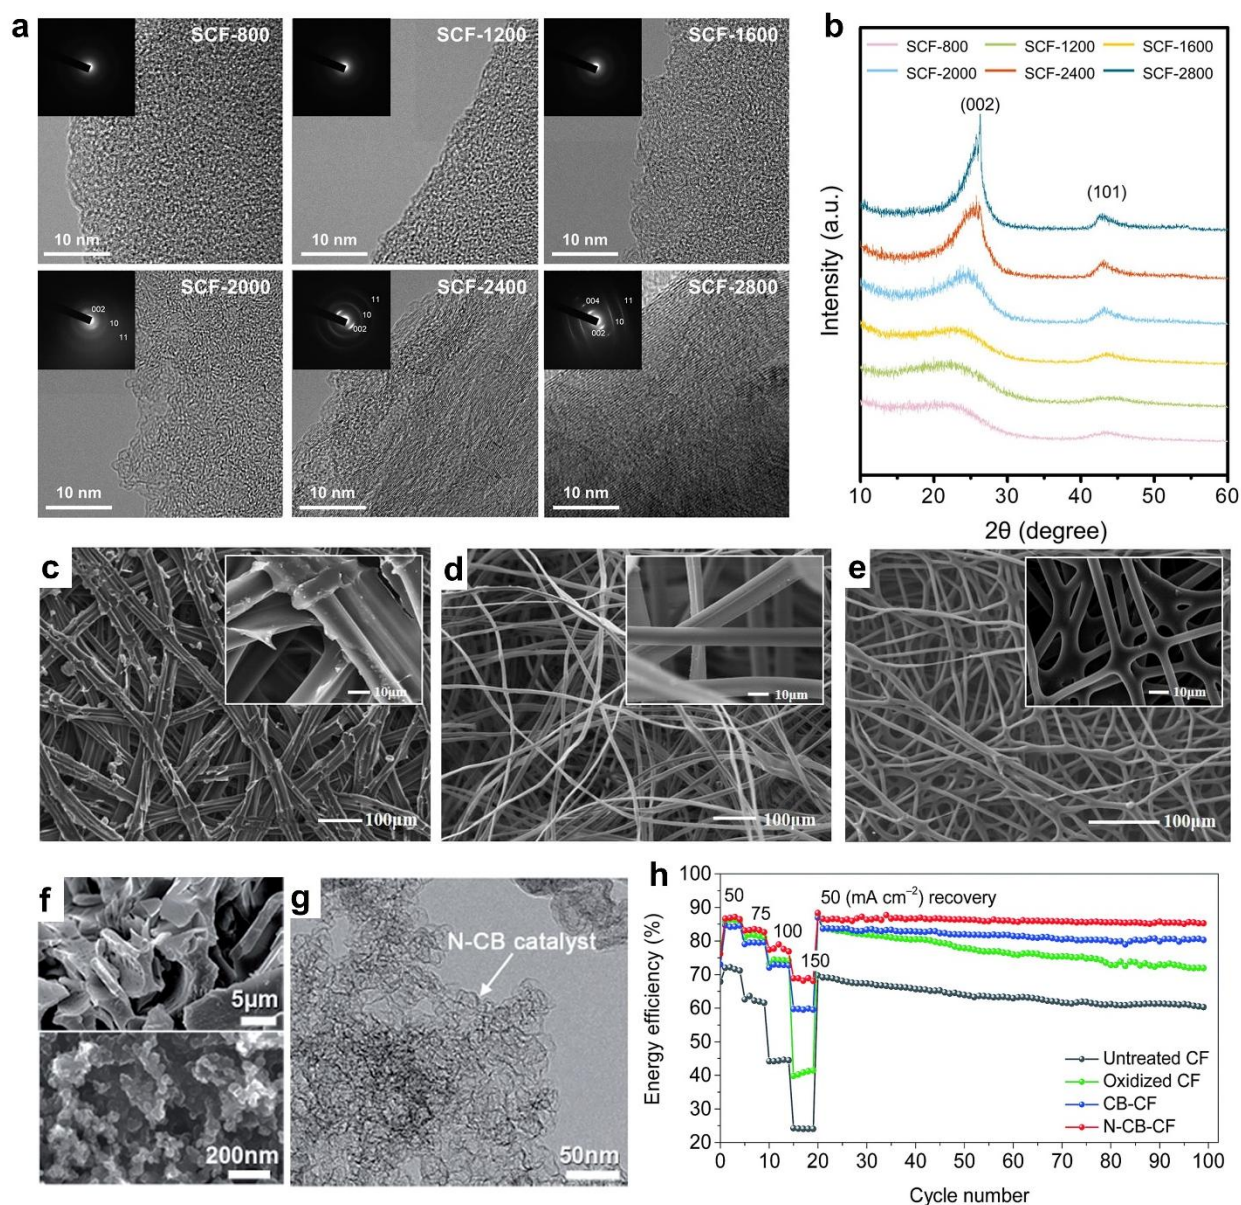 a
SCF-800
10 nm
SCF-1200
10 nm
SCF-1600
10 nm
SCF-2000
002
10
11
10 nm
SCF-2400
11
10
002
10 nm
SCF-2800
004
11
10
002
10 nm
b
SCF-800 SCF-1200 SCF-1600
SCF-2000 SCF-2400 SCF-2800
(002)
(101)
Intensity (a.u.)
10 20 30 40 50 60
2θ (degree)
c
10μm
100μm
d
10μm
100μm
e
10μm
100μm
f
5μm
200nm
g
N-CB catalyst
50nm
h
100
90
80
70
60
50
40
30
20
Energy efficiency (%)
50
75
100
150
50 (mA cm⁻²) recovery
Untreated CF
Oxidized CF
CB-CF
N-CB-CF
0 10 20 30 40 50 60 70 80 90 100
Cycle number